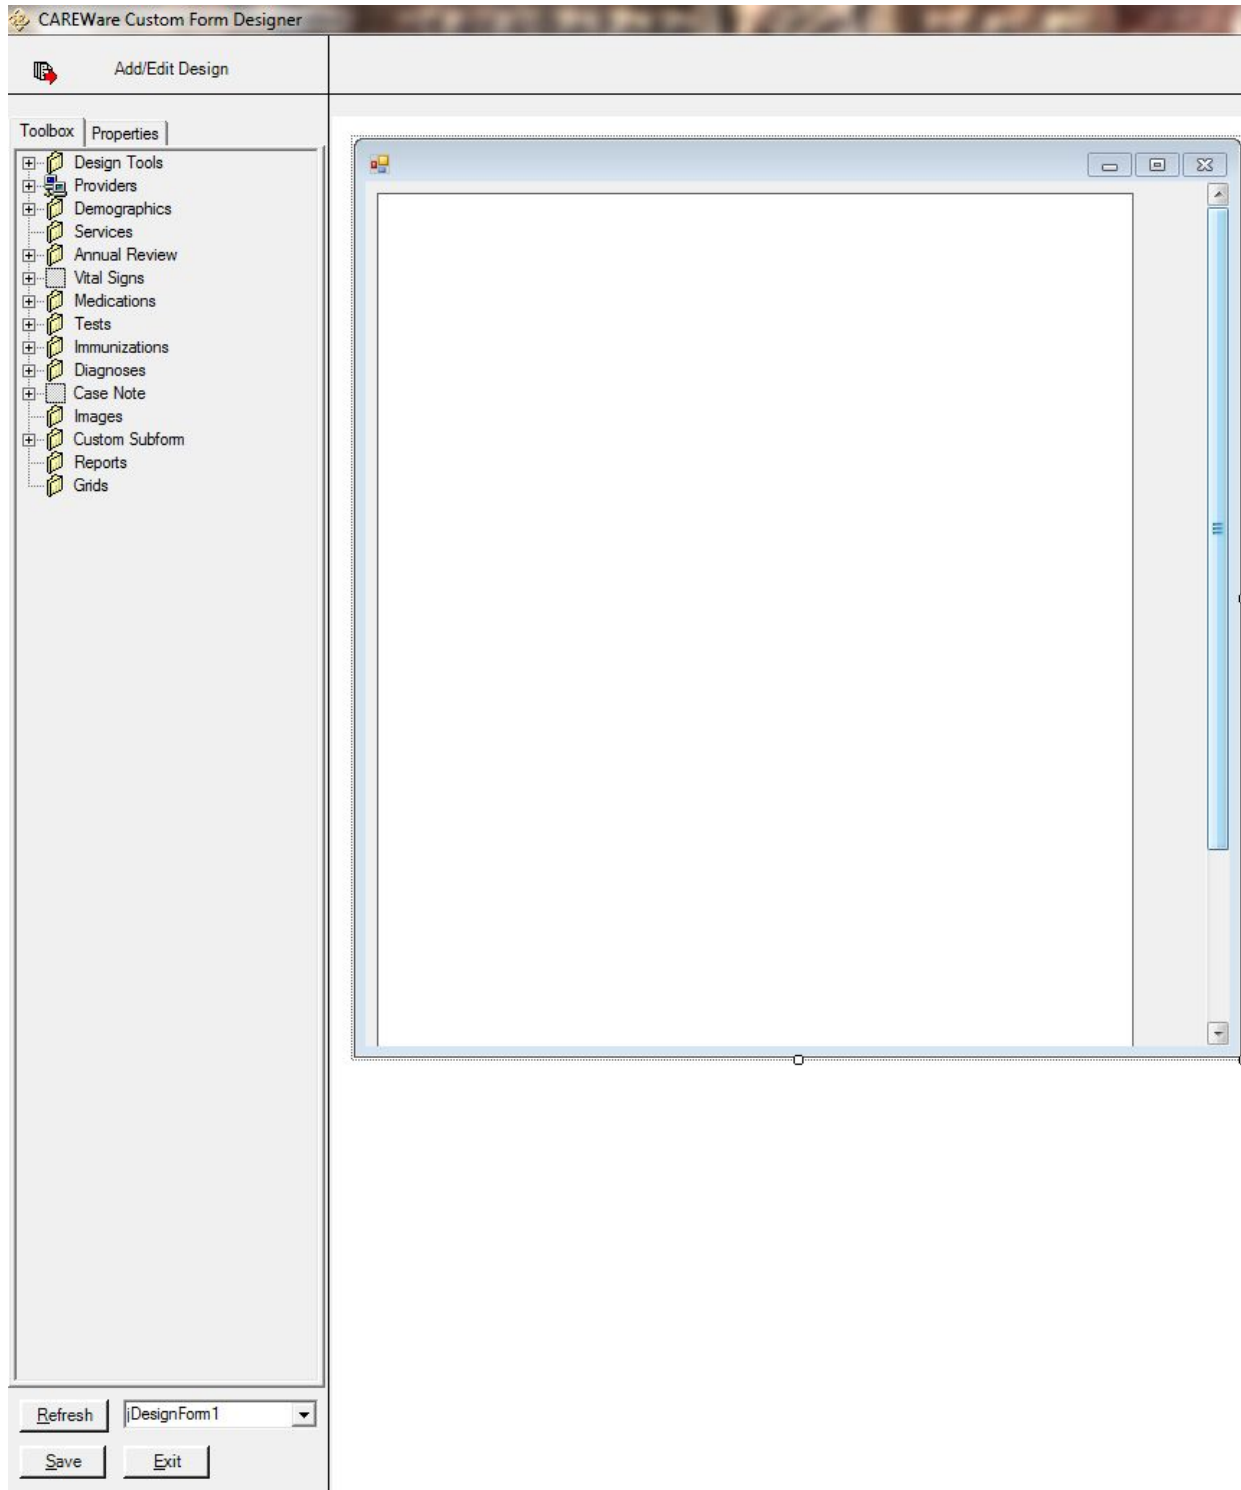 CAREWare Custom Form Designer
Add/Edit Design
Toolbox Properties
Design Tools
Providers
Demographics
Services
Annual Review
Vital Signs
Medications
Tests
Immunizations
Diagnoses
Case Note
Images
Custom Subform
Reports
Grids
Refresh jDesignForm1
Save Exit